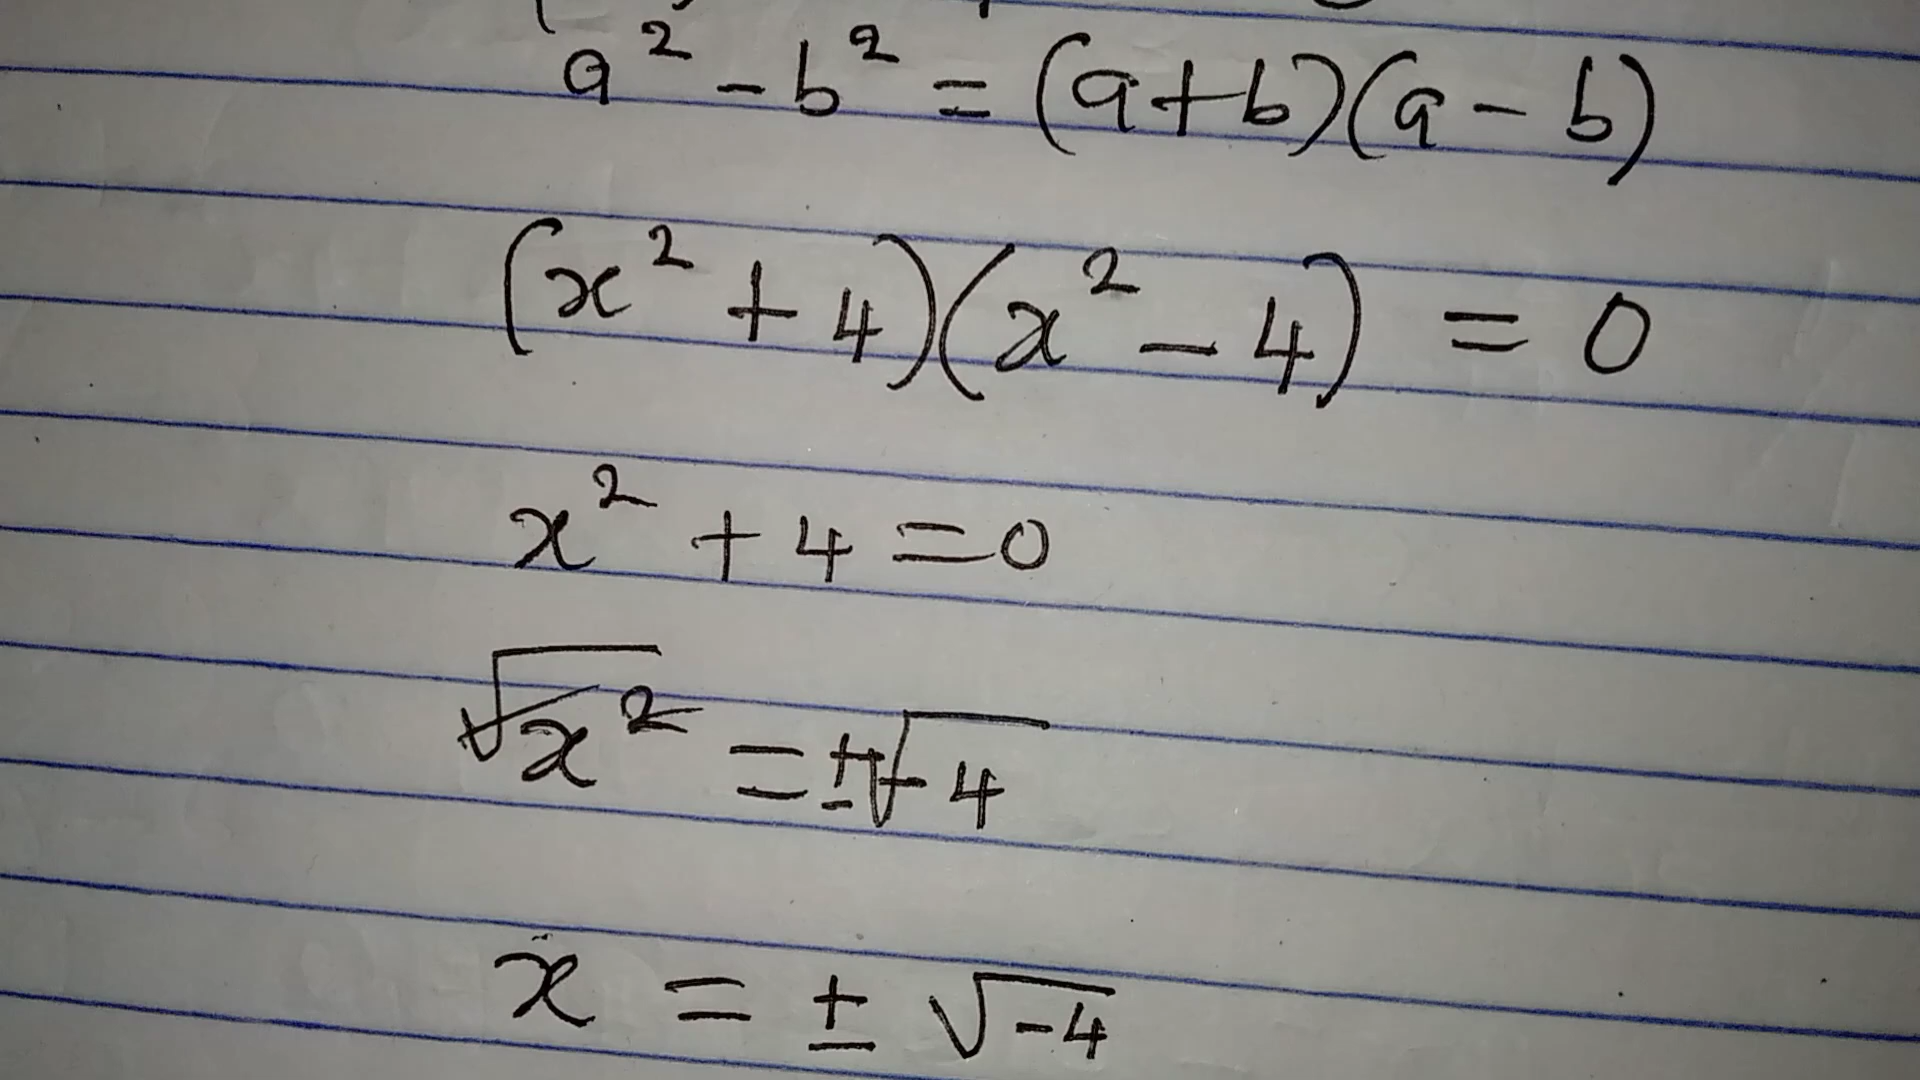 a² - b² = (a+b)(a - b)
(x² + 4)(x² - 4) = 0
x² + 4 = 0
√x² = ±√-4
x = ± √-4